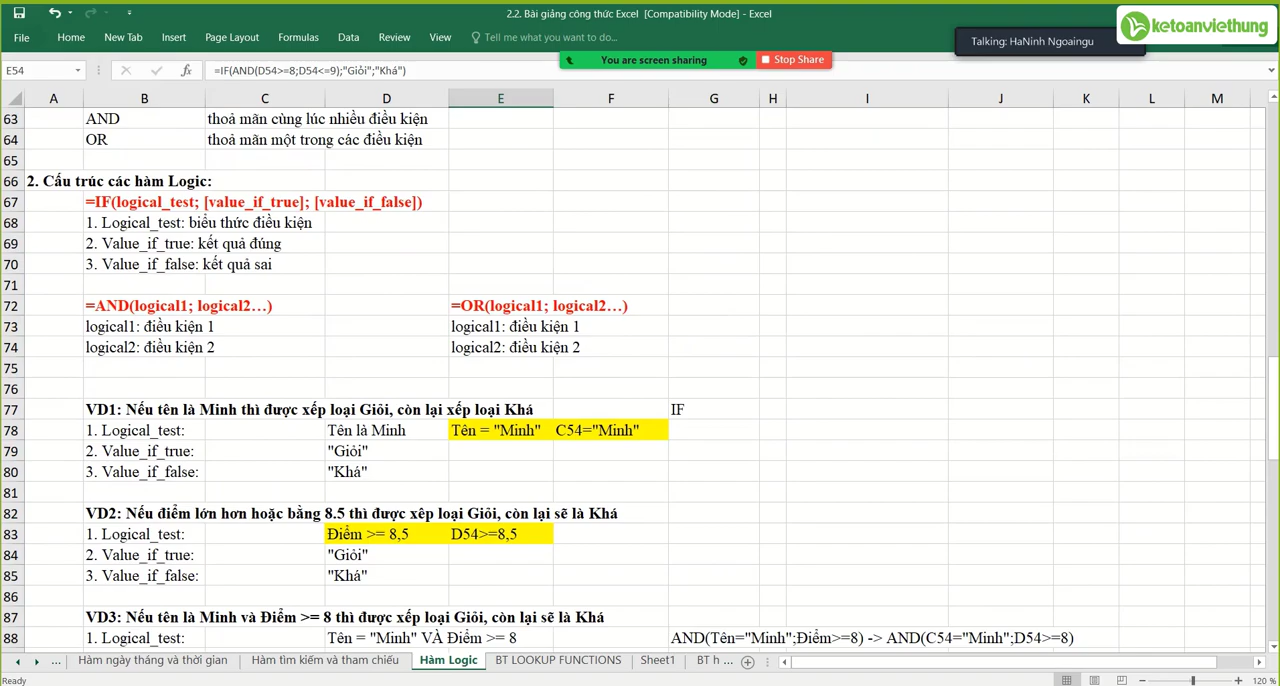 2.2. Bài giảng công thức Excel [Compatibility Mode] - Excel
ketoanviethung
File Home New Tab Insert Page Layout Formulas Data Review View Tell me what you want to do...
Talking: HaNinh Ngoaingu
You are screen sharing Stop Share
E54 fx =IF(AND(D54>=8;D54<=9);"Giỏi";"Khá")
A B C D E F G H I J K L M
63 AND thoả mãn cùng lúc nhiều điều kiện
64 OR thoả mãn một trong các điều kiện
65
66 2. Cấu trúc các hàm Logic:
67 =IF(logical_test; [value_if_true]; [value_if_false])
68 1. Logical_test: biểu thức điều kiện
69 2. Value_if_true: kết quả đúng
70 3. Value_if_false: kết quả sai
71
72 =AND(logical1; logical2…) =OR(logical1; logical2…)
73 logical1: điều kiện 1 logical1: điều kiện 1
74 logical2: điều kiện 2 logical2: điều kiện 2
75
76
77 VD1: Nếu tên là Minh thì được xếp loại Giỏi, còn lại xếp loại Khá IF
78 1. Logical_test: Tên là Minh Tên = "Minh" C54="Minh"
79 2. Value_if_true: "Giỏi"
80 3. Value_if_false: "Khá"
81
82 VD2: Nếu điểm lớn hơn hoặc bằng 8.5 thì được xêp loại Giỏi, còn lại sẽ là Khá
83 1. Logical_test: Điểm >= 8,5 D54>=8,5
84 2. Value_if_true: "Giỏi"
85 3. Value_if_false: "Khá"
86
87 VD3: Nếu tên là Minh và Điểm >= 8 thì được xếp loại Giỏi, còn lại sẽ là Khá
88 1. Logical_test: Tên = "Minh" VÀ Điểm >= 8 AND(Tên="Minh";Điểm>=8) -> AND(C54="Minh";D54>=8)
... Hàm ngày tháng và thời gian Hàm tìm kiếm và tham chiếu Hàm Logic BT LOOKUP FUNCTIONS Sheet1 BT h ...
Ready 120 %